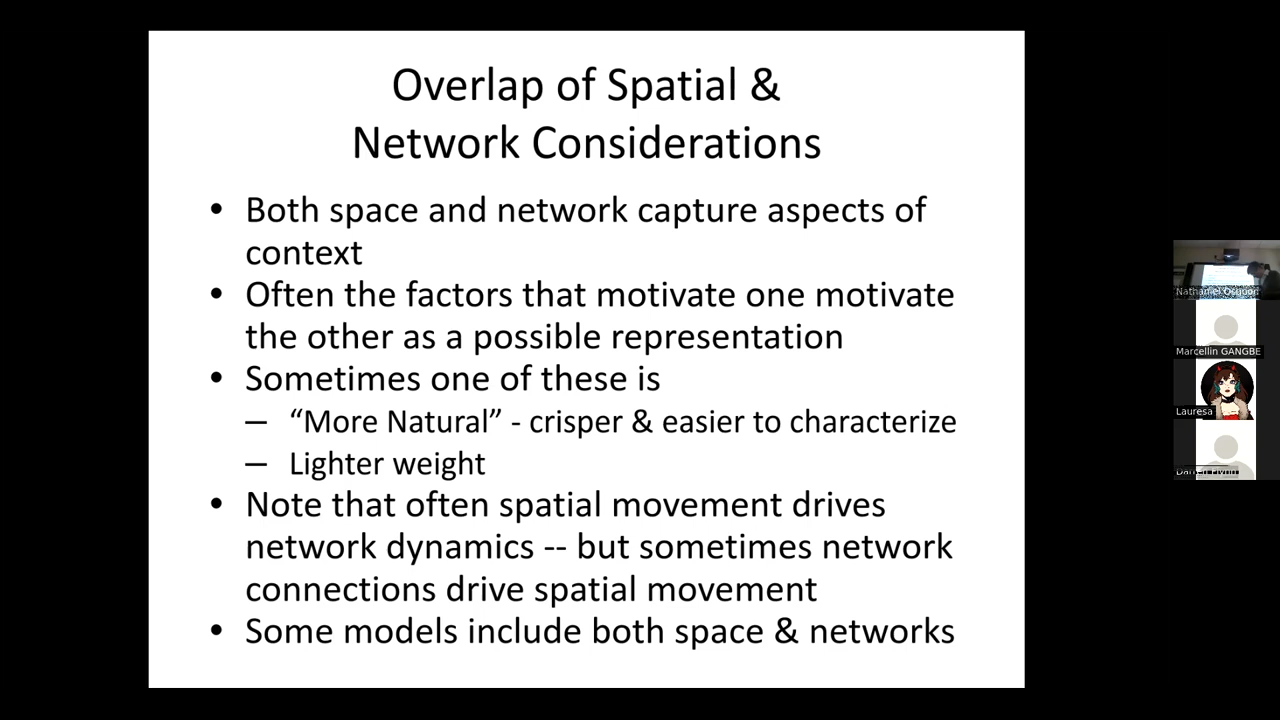 Overlap of Spatial &
Network Considerations
• Both space and network capture aspects of
context
• Often the factors that motivate one motivate
the other as a possible representation
• Sometimes one of these is
– “More Natural” - crisper & easier to characterize
– Lighter weight
• Note that often spatial movement drives
network dynamics -- but sometimes network
connections drive spatial movement
• Some models include both space & networks
Nathaniel Osgood
Marcellin GANGBE
Lauresa